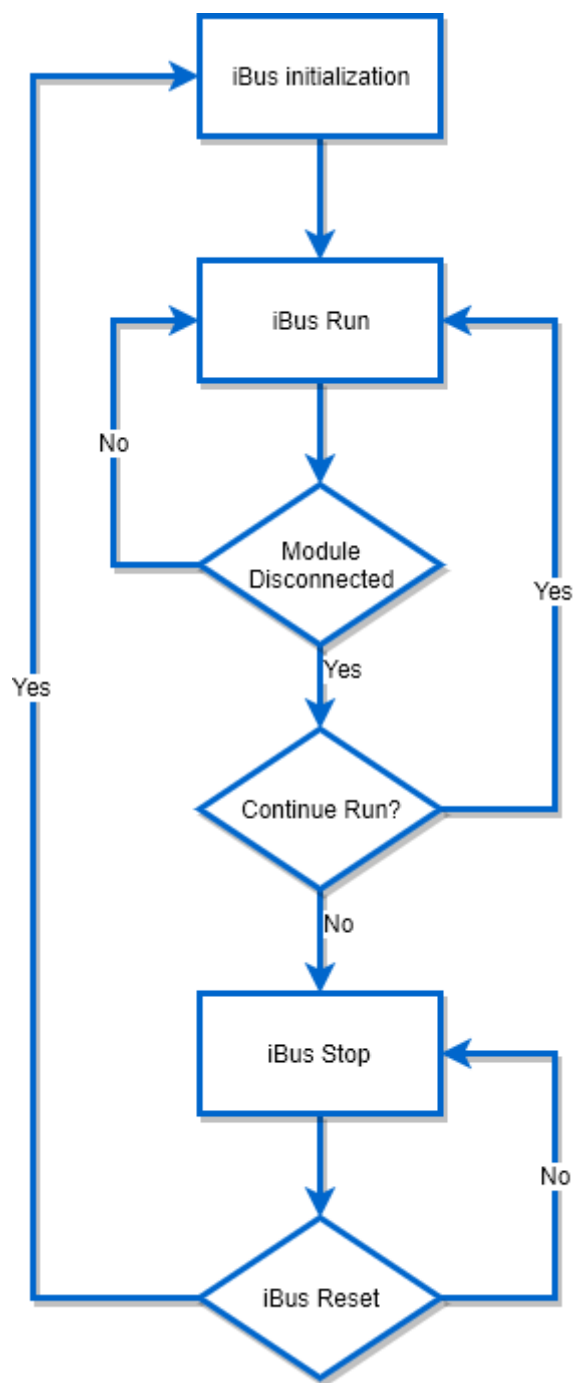 iBus initialization
iBus Run
No
Module
Disconnected
Yes
Yes
Yes
Continue Run?
No
iBus Stop
No
iBus Reset